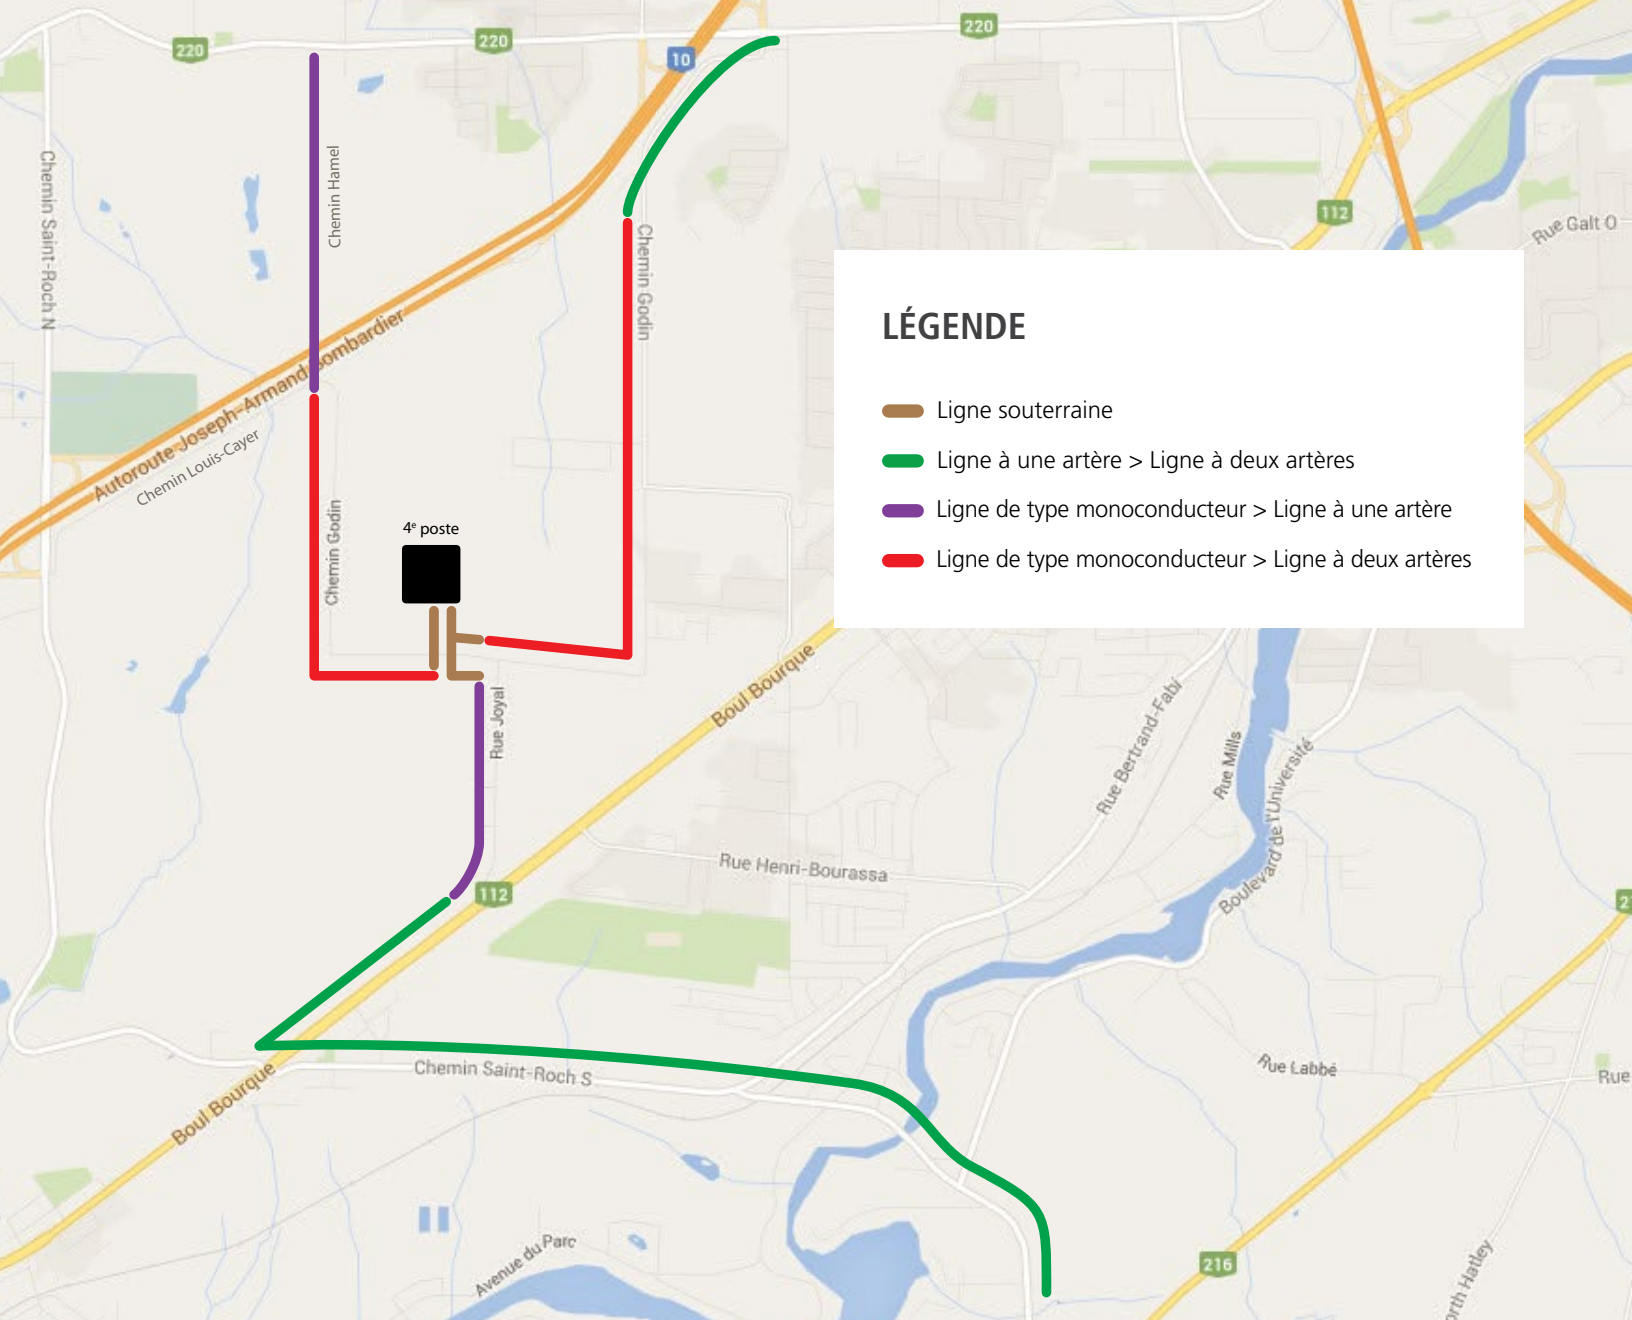 220
220
220
10
112
Chemin Saint-Roch N
Chemin Hamel
Chemin Godin
Rue Galt O
Autoroute Joseph-Armand-Bombardier
Chemin Louis-Cayer
LÉGENDE
Ligne souterraine
Ligne à une artère > Ligne à deux artères
Ligne de type monoconducteur > Ligne à une artère
Ligne de type monoconducteur > Ligne à deux artères
Chemin Godin
4e poste
Rue Joyal
Boul Bourque
Rue Bertrand-Fabi
Rue Mills
Boulevard de l'Université
Rue Henri-Bourassa
112
Chemin Saint-Roch S
Boul Bourque
Rue Labbé
Rue
Avenue du Parc
216
orth Hatley